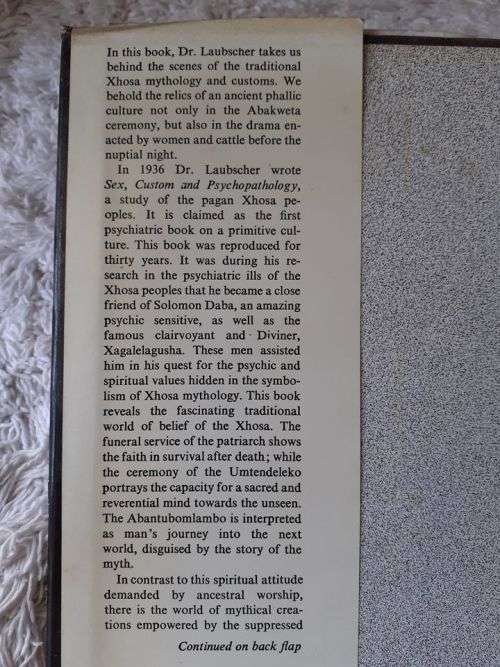 In this book, Dr. Laubscher takes us
behind the scenes of the traditional
Xhosa mythology and customs. We
behold the relics of an ancient phallic
culture not only in the Abakweta
ceremony, but also in the drama en-
acted by women and cattle before the
nuptial night.
In 1936 Dr. Laubscher wrote
Sex, Custom and Psychopathology,
a study of the pagan Xhosa pe-
oples. It is claimed as the first
psychiatric book on a primitive cul-
ture. This book was reproduced for
thirty years. It was during his re-
search in the psychiatric ills of the
Xhosa peoples that he became a close
friend of Solomon Daba, an amazing
psychic sensitive, as well as the
famous clairvoyant and Diviner,
Xagalelagusha. These men assisted
him in his quest for the psychic and
spiritual values hidden in the symbo-
lism of Xhosa mythology. This book
reveals the fascinating traditional
world of belief of the Xhosa. The
funeral service of the patriarch shows
the faith in survival after death; while
the ceremony of the Umtendeleko
portrays the capacity for a sacred and
reverential mind towards the unseen.
The Abantubomlambo is interpreted
as man's journey into the next
world, disguised by the story of the
myth.
In contrast to this spiritual attitude
demanded by ancestral worship,
there is the world of mythical crea-
tions empowered by the suppressed
Continued on back flap